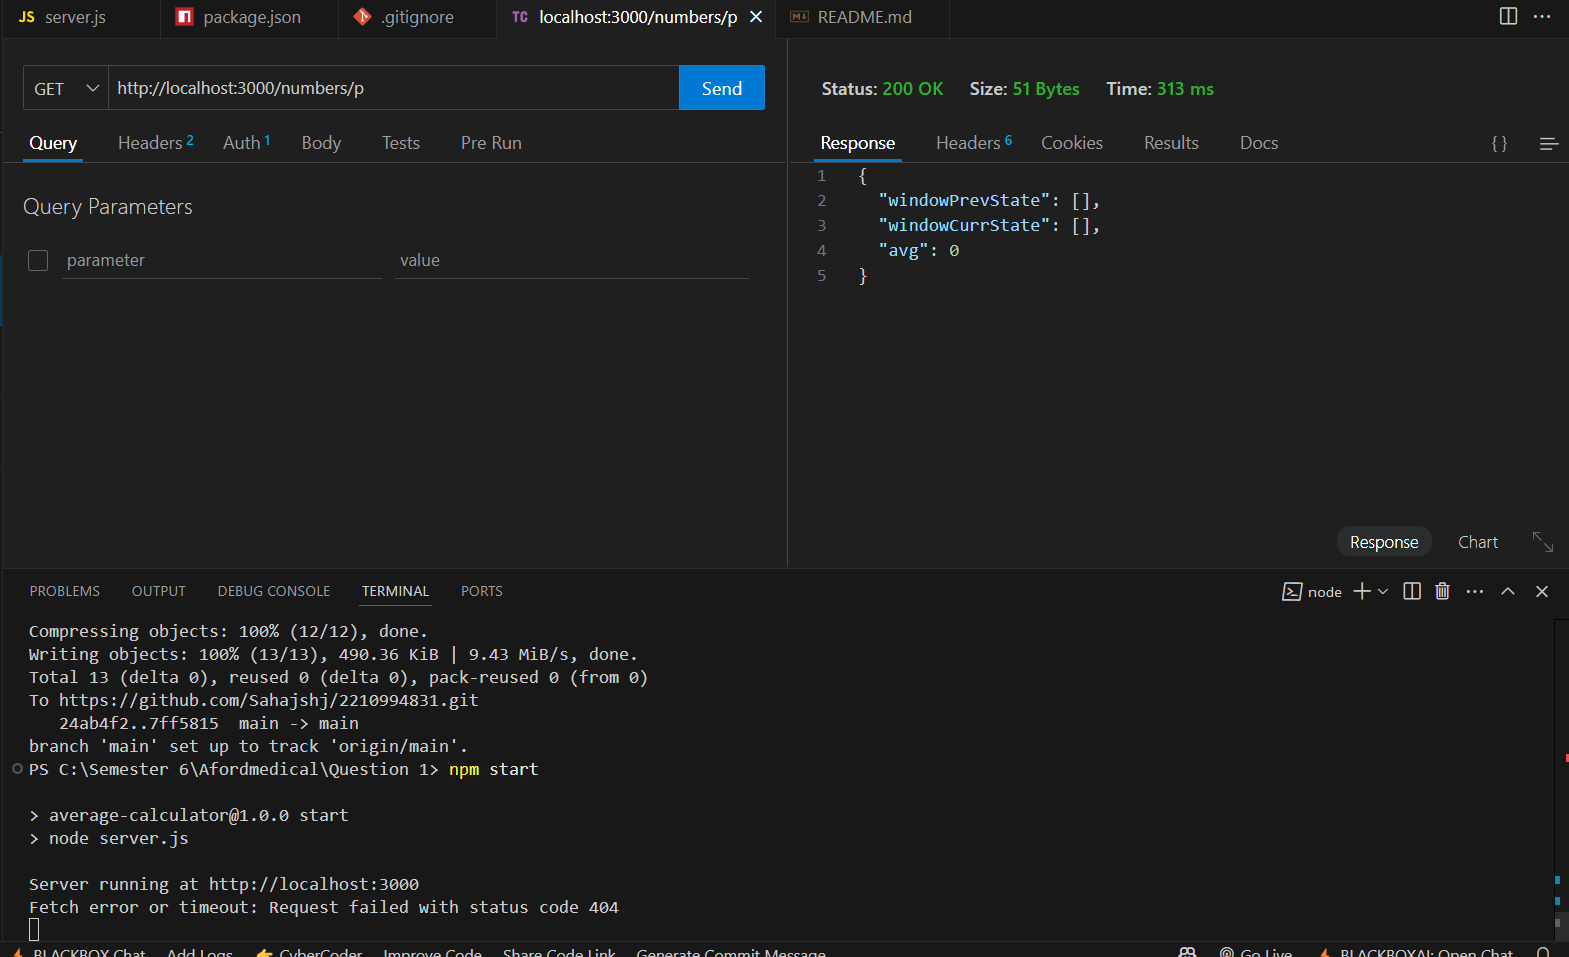 JS server.js
package.json
.gitignore
TC localhost:3000/numbers/p
README.md
GET http://localhost:3000/numbers/p Send
Query Headers 2 Auth 1 Body Tests Pre Run
Query Parameters
parameter value
Status: 200 OK Size: 51 Bytes Time: 313 ms
Response Headers 6 Cookies Results Docs {}
1 {
2 "windowPrevState": [],
3 "windowCurrState": [],
4 "avg": 0
5 }
Response Chart
PROBLEMS OUTPUT DEBUG CONSOLE TERMINAL PORTS
node
Compressing objects: 100% (12/12), done.
Writing objects: 100% (13/13), 490.36 KiB | 9.43 MiB/s, done.
Total 13 (delta 0), reused 0 (delta 0), pack-reused 0 (from 0)
To https://github.com/Sahajshj/2210994831.git
24ab4f2..7ff5815 main -> main
branch 'main' set up to track 'origin/main'.
PS C:\Semester 6\Afordmedical\Question 1> npm start
> average-calculator@1.0.0 start
> node server.js
Server running at http://localhost:3000
Fetch error or timeout: Request failed with status code 404
BLACKBOX Chat Add Logs CyberCoder Improve Code Share Code Link Generate Commit Message Go Live BLACKBOXAI: Open Chat